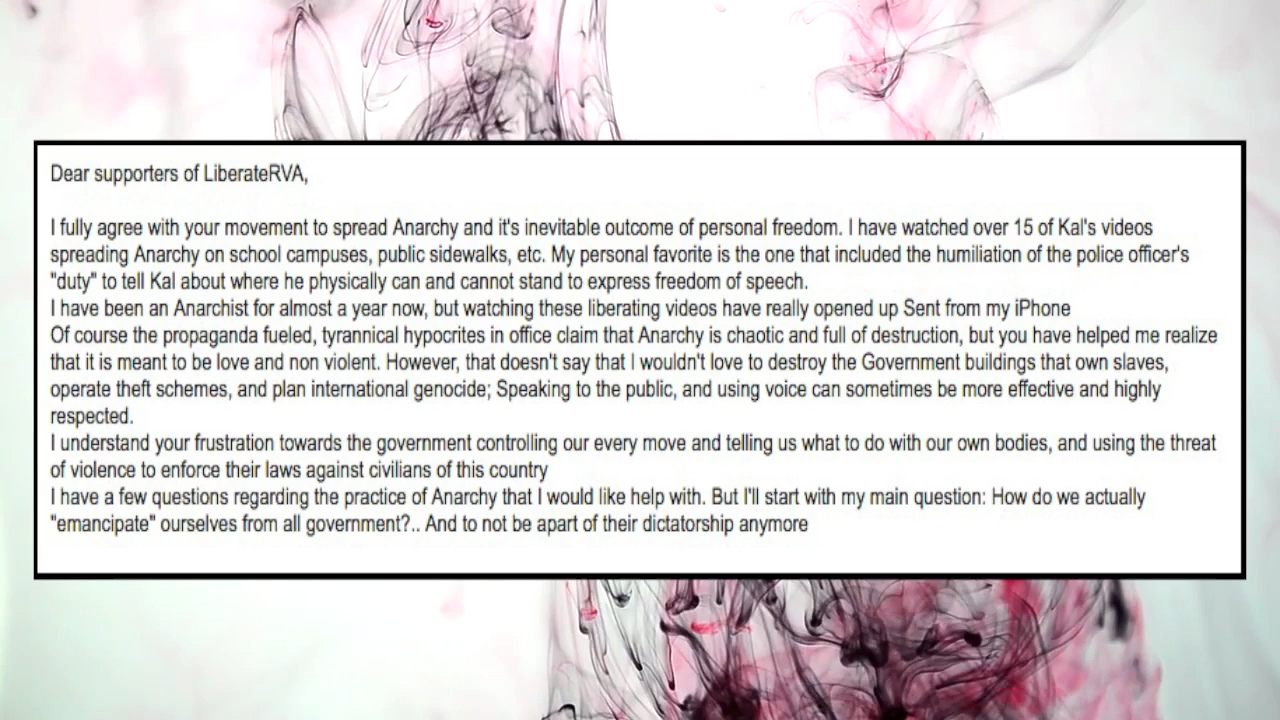 Dear supporters of LiberateRVA,
I fully agree with your movement to spread Anarchy and it's inevitable outcome of personal freedom. I have watched over 15 of Kal's videos
spreading Anarchy on school campuses, public sidewalks, etc. My personal favorite is the one that included the humiliation of the police officer's
"duty" to tell Kal about where he physically can and cannot stand to express freedom of speech.
I have been an Anarchist for almost a year now, but watching these liberating videos have really opened up Sent from my iPhone
Of course the propaganda fueled, tyrannical hypocrites in office claim that Anarchy is chaotic and full of destruction, but you have helped me realize
that it is meant to be love and non violent. However, that doesn't say that I wouldn't love to destroy the Government buildings that own slaves,
operate theft schemes, and plan international genocide; Speaking to the public, and using voice can sometimes be more effective and highly
respected.
I understand your frustration towards the government controlling our every move and telling us what to do with our own bodies, and using the threat
of violence to enforce their laws against civilians of this country
I have a few questions regarding the practice of Anarchy that I would like help with. But I'll start with my main question: How do we actually
"emancipate" ourselves from all government?.. And to not be apart of their dictatorship anymore